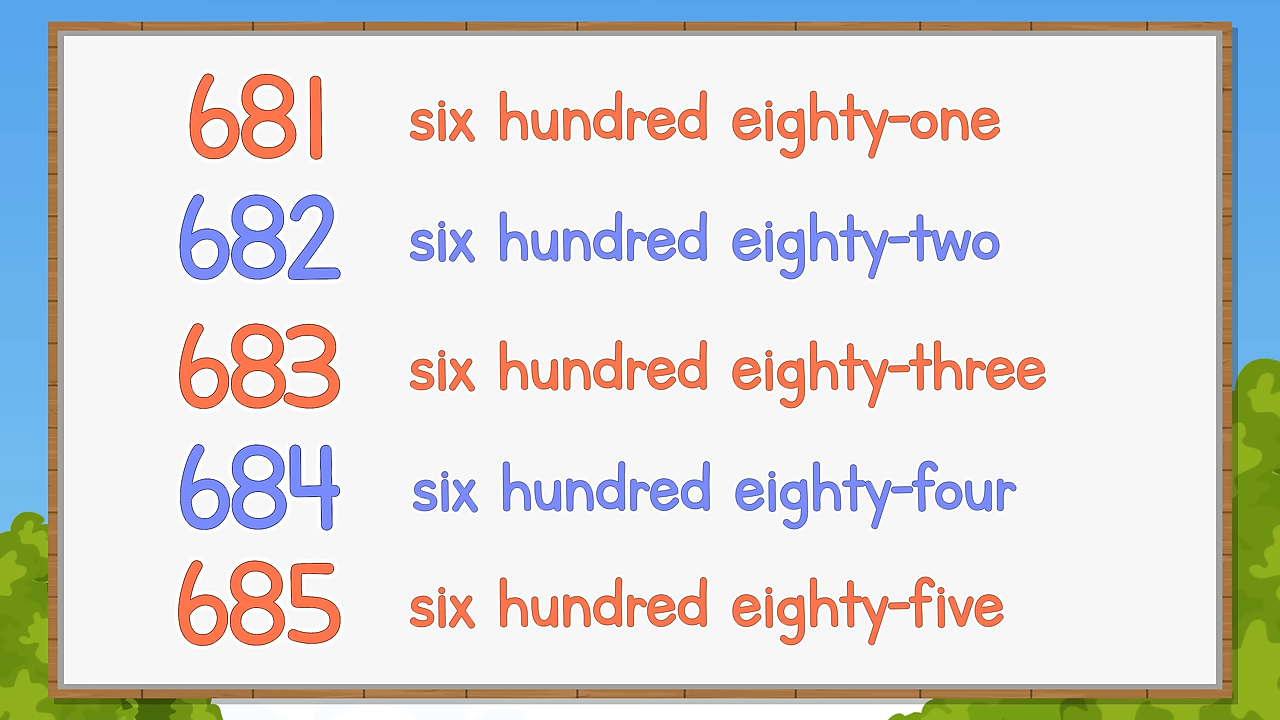 681 six hundred eighty-one
682 six hundred eighty-two
683 six hundred eighty-three
684 six hundred eighty-four
685 six hundred eighty-five